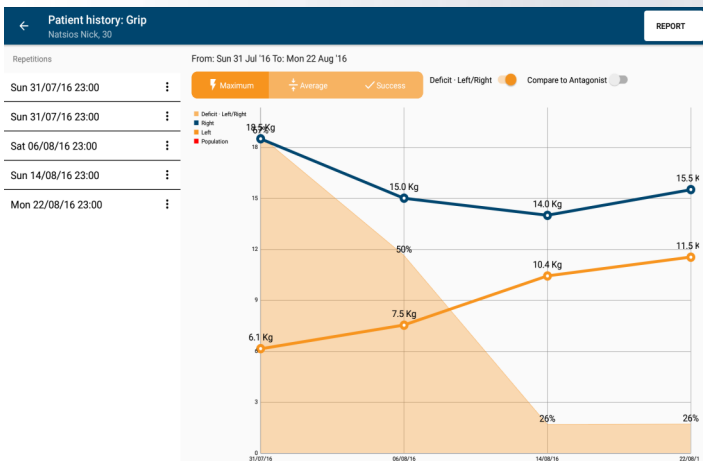 Patient history: Grip
Natsios Nick, 30
REPORT
Repetitions
Sun 31/07/16 23:00
Sun 31/07/16 23:00
Sat 06/08/16 23:00
Sun 14/08/16 23:00
Mon 22/08/16 23:00
From: Sun 31 Jul '16 To: Mon 22 Aug '16
Maximum
Average
Success
Deficit · Left/Right
Compare to Antagonist
Deficit · Left/Right
Right
Left
Population
18.5 Kg
67%
18
15.0 Kg
14.0 Kg
15.5 K
15
12
50%
10.4 Kg
11.5 K
9
7.5 Kg
6.1 Kg
6
3
26%
26%
0
31/07/16
06/08/16
14/08/16
22/08/1